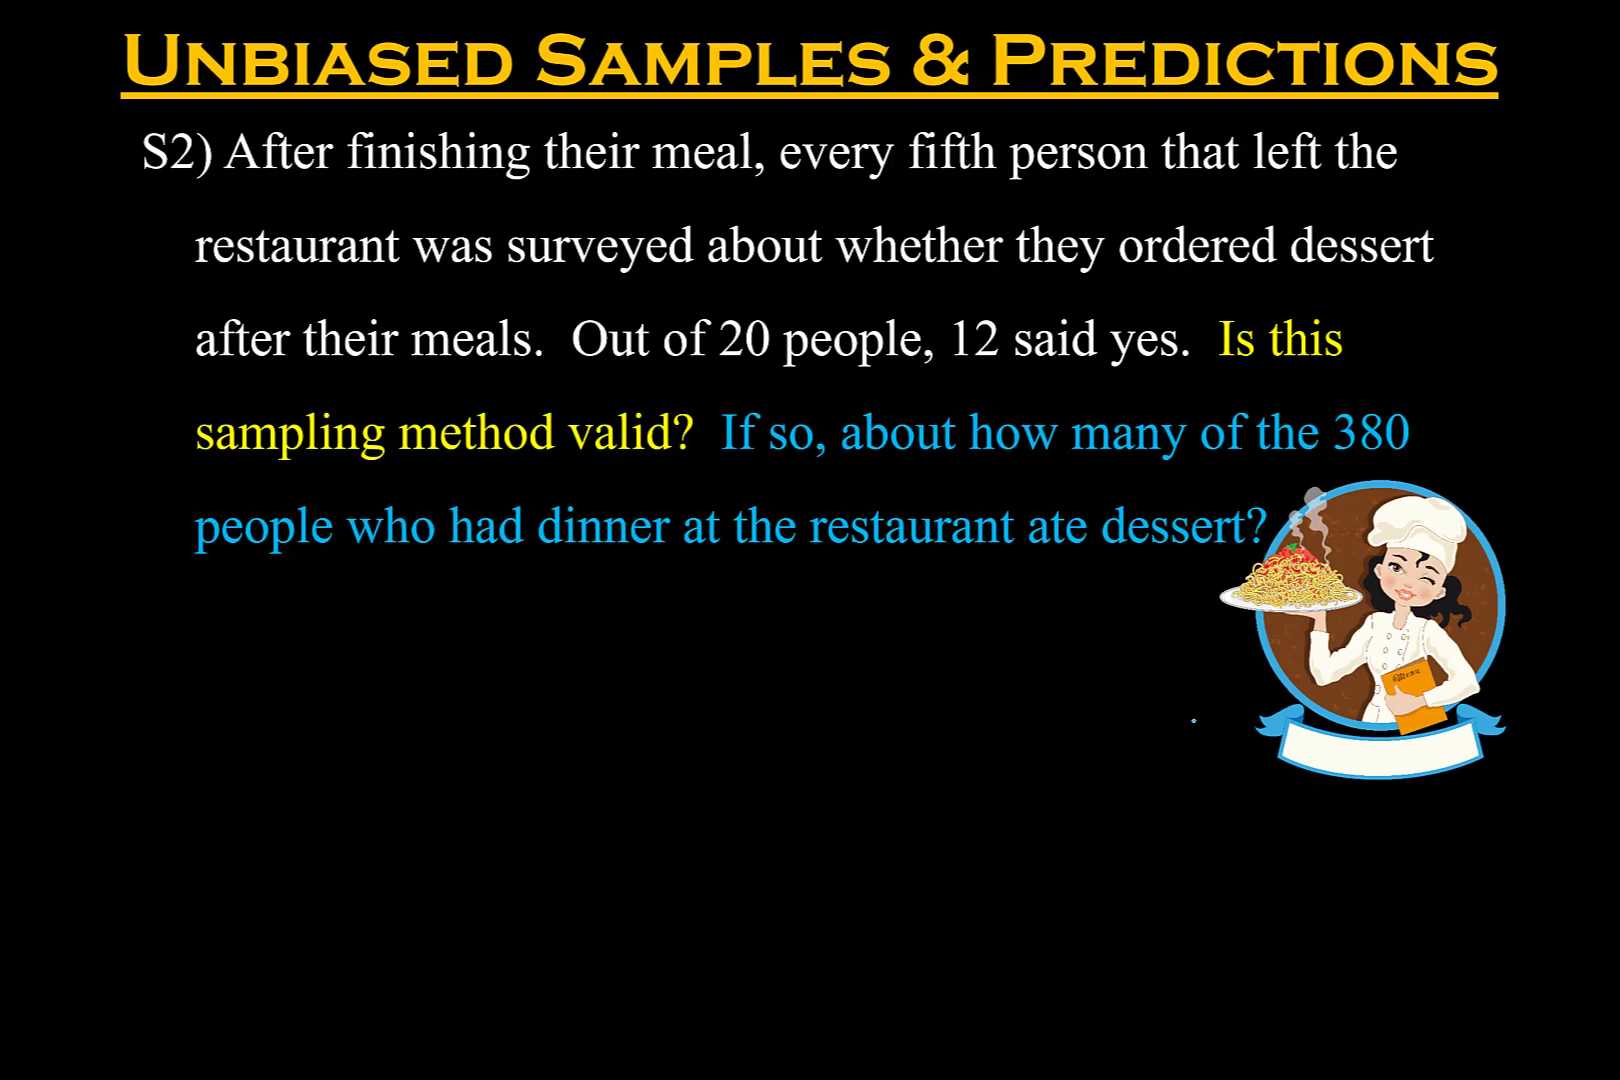 UNBIASED SAMPLES & PREDICTIONS
S2) After finishing their meal, every fifth person that left the
restaurant was surveyed about whether they ordered dessert
after their meals. Out of 20 people, 12 said yes. Is this
sampling method valid? If so, about how many of the 380
people who had dinner at the restaurant ate dessert?
Menu